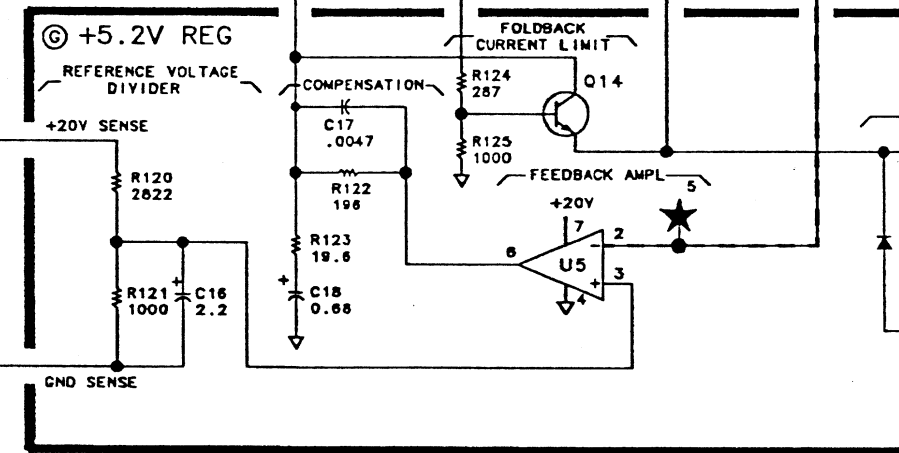 G +5.2V REG
FOLDBACK
CURRENT LIMIT
REFERENCE VOLTAGE
DIVIDER
COMPENSATION
R124
287
Q14
+20V SENSE
C17
.0047
R125
1000
R120
2822
R122
196
FEEDBACK AMPL
5
+20V
7
2
6
U5
−
+
3
4
R123
19.6
+
C18
0.68
R121
1000
+
C16
2.2
GND SENSE